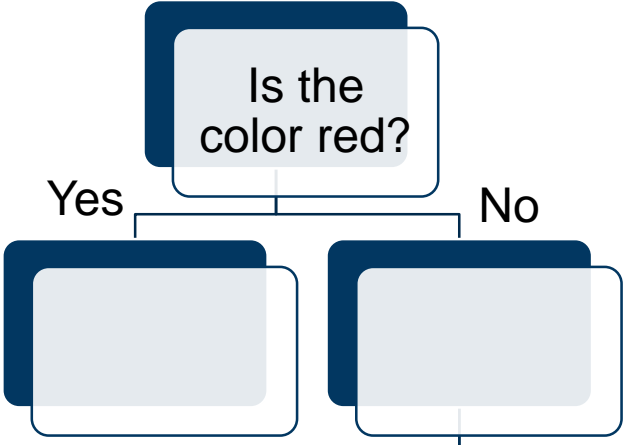 Is the
color red?
Yes
No